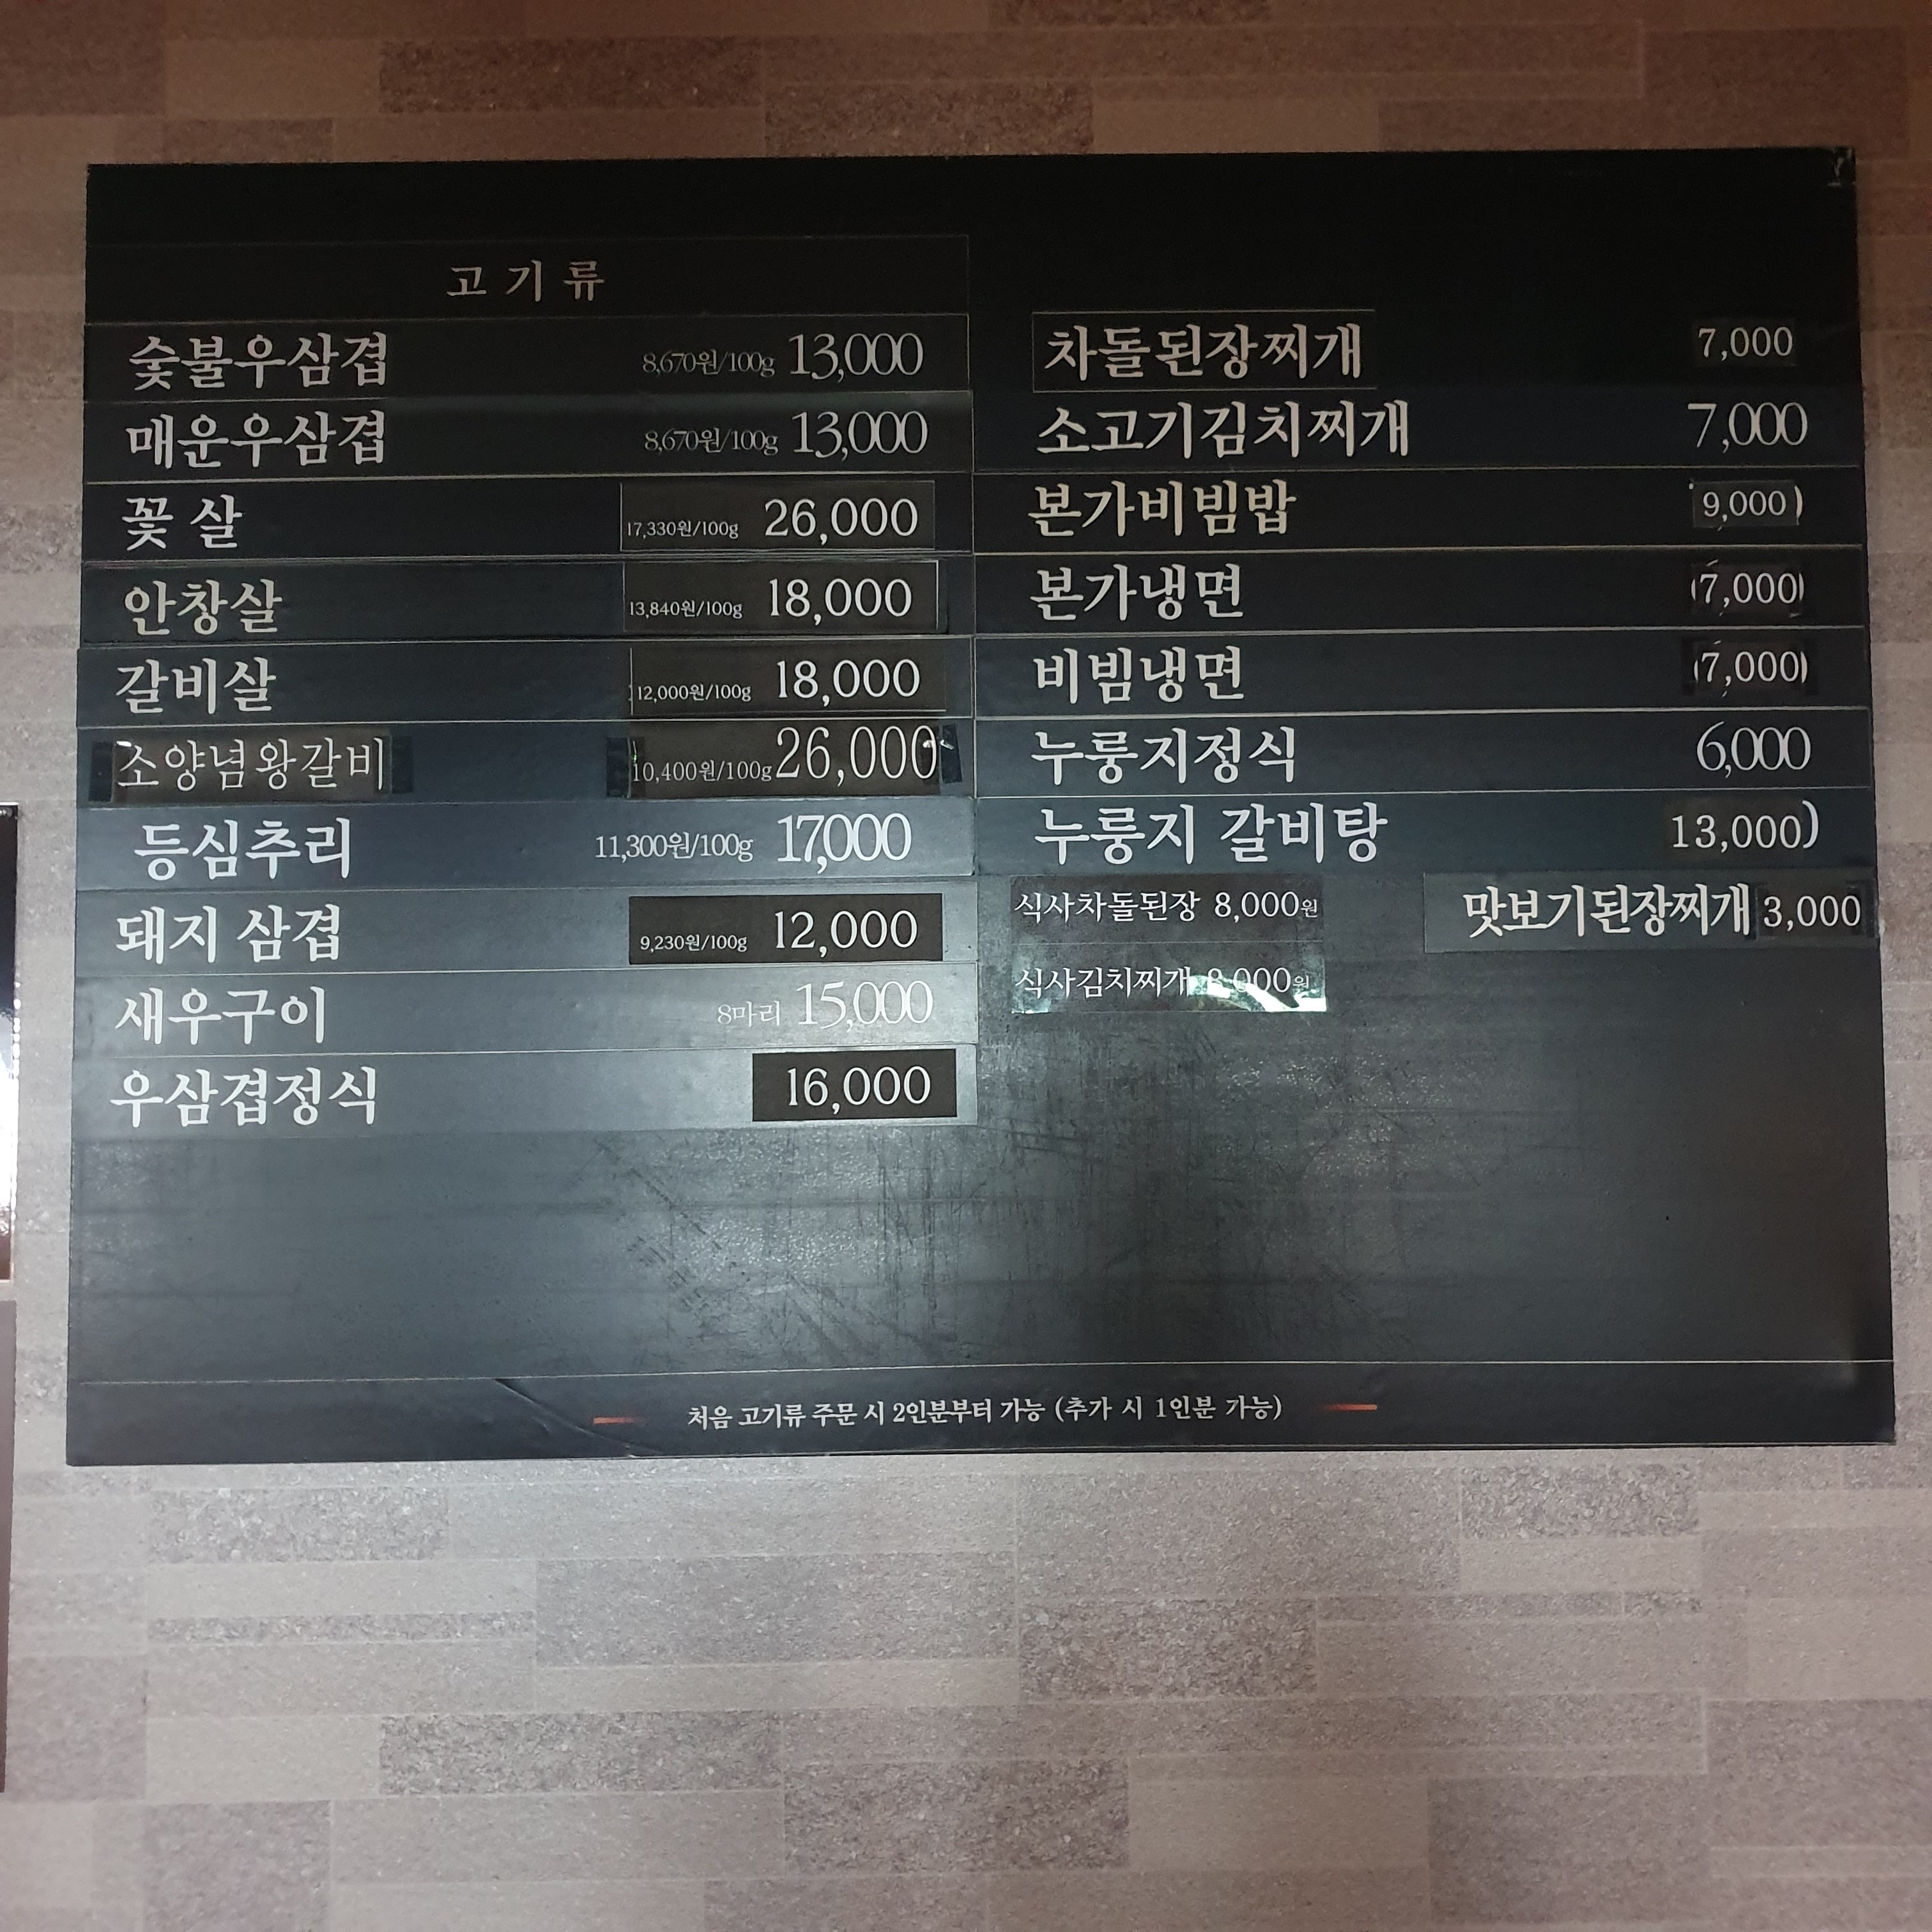 고기류
숯불우삼겹 8,670원/100g 13,000
매운우삼겹 8,670원/100g 13,000
꽃 살 17,330원/100g 26,000
안창살 13,840원/100g 18,000
갈비살 12,000원/100g 18,000
소양념왕갈비 10,400원/100g 26,000
등심추리 11,300원/100g 17,000
돼지 삼겹 9,230원/100g 12,000
새우구이 8마리 15,000
우삼겹정식 16,000
차돌된장찌개 7,000
소고기김치찌개 7,000
본가비빔밥 9,000
본가냉면 7,000
비빔냉면 7,000
누룽지정식 6,000
누룽지 갈비탕 13,000
식사차돌된장 8,000원
맛보기된장찌개 3,000
식사김치찌개 8,000원
처음 고기류 주문 시 2인분부터 가능 (추가 시 1인분 가능)